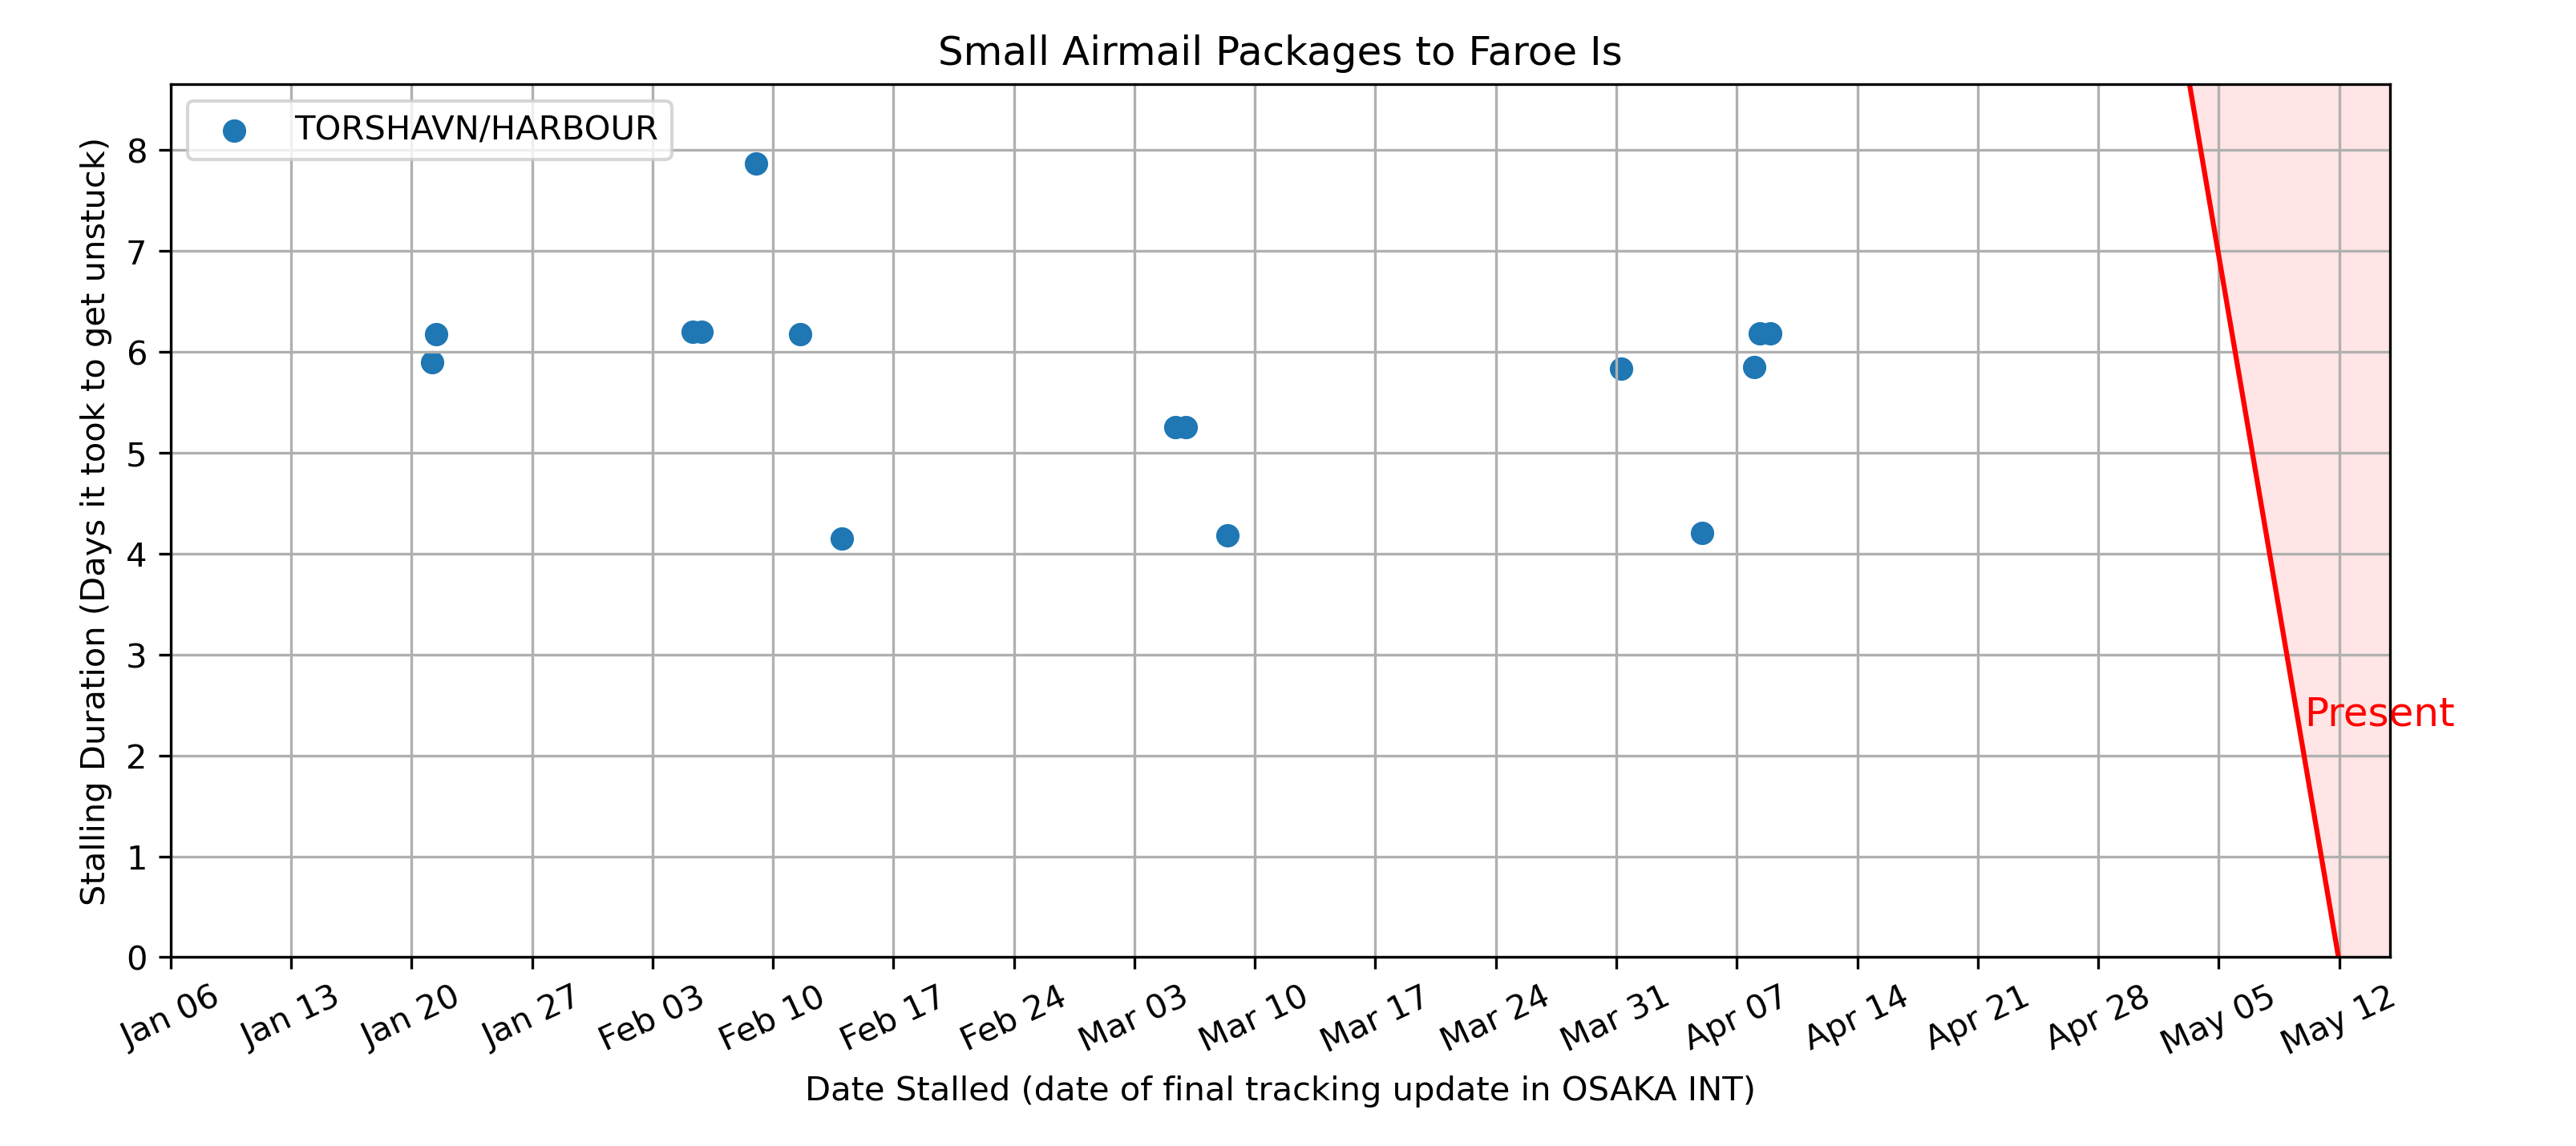 Small Airmail Packages to Faroe Is
TORSHAVN/HARBOUR
Stalling Duration (Days it took to get unstuck)
8
7
6
5
4
3
2
1
0
Present
Jan 06 Jan 13 Jan 20 Jan 27 Feb 03 Feb 10 Feb 17 Feb 24 Mar 03 Mar 10 Mar 17 Mar 24 Mar 31 Apr 07 Apr 14 Apr 21 Apr 28 May 05 May 12
Date Stalled (date of final tracking update in OSAKA INT)